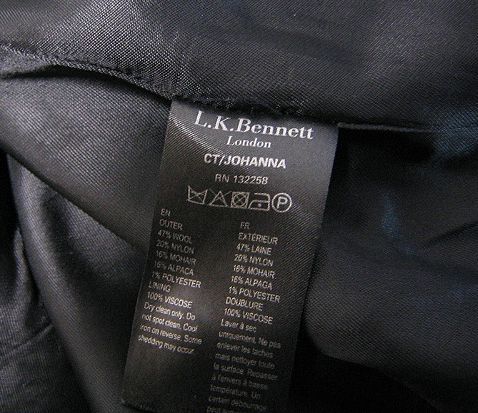 L.K.Bennett
London
CT/JOHANNA
RN 132258
P
EN
OUTER
47% WOOL
20% NYLON
16% MOHAIR
16% ALPACA
1% POLYESTER
LINING
100% VISCOSE
Dry clean only. Do
not spot clean. Cool
iron on reverse. Some
shedding may occur.
FR
EXTÉRIEUR
47% LAINE
20% NYLON
16% MOHAIR
16% ALPAGA
1% POLYESTER
DOUBLURE
100% VISCOSE
Laver à sec
uniquement. Ne pas
enlever les taches
mais nettoyer toute
la surface. Repasser
à l'envers à basse
température. Un